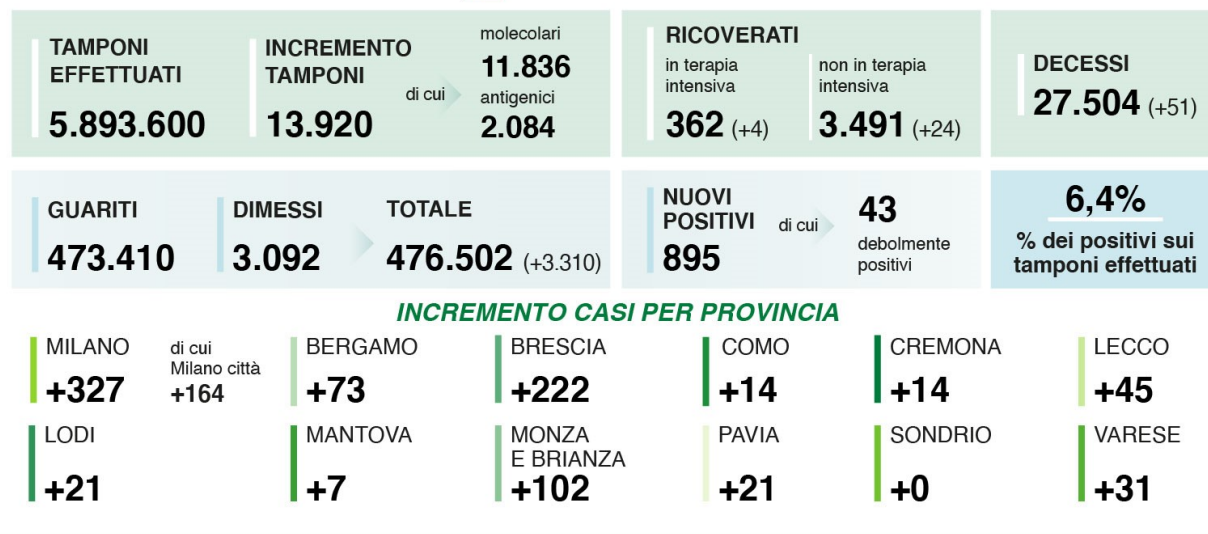 TAMPONI
EFFETTUATI
5.893.600
INCREMENTO
TAMPONI
13.920
di cui
molecolari
11.836
antigenici
2.084
RICOVERATI
in terapia
intensiva
362 (+4)
non in terapia
intensiva
3.491 (+24)
DECESSI
27.504 (+51)
GUARITI
473.410
DIMESSI
3.092
TOTALE
476.502 (+3.310)
NUOVI
POSITIVI
895
di cui
43
debolmente
positivi
6,4%
% dei positivi sui
tamponi effettuati
INCREMENTO CASI PER PROVINCIA
MILANO
+327
di cui
Milano città
+164
BERGAMO
+73
BRESCIA
+222
COMO
+14
CREMONA
+14
LECCO
+45
LODI
+21
MANTOVA
+7
MONZA
E BRIANZA
+102
PAVIA
+21
SONDRIO
+0
VARESE
+31